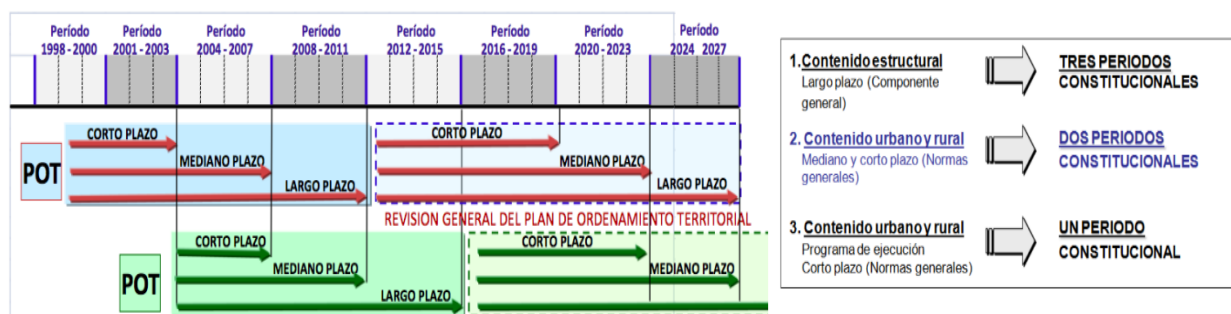 Período
1998 - 2000
Período
2001 - 2003
Período
2004 - 2007
Período
2008 - 2011
Período
2012 - 2015
Período
2016 - 2019
Período
2020 - 2023
Período
2024 2027
POT
CORTO PLAZO
MEDIANO PLAZO
LARGO PLAZO
CORTO PLAZO
MEDIANO PLAZO
LARGO PLAZO
REVISION GENERAL DEL PLAN DE ORDENAMIENTO TERRITORIAL
POT
CORTO PLAZO
MEDIANO PLAZO
LARGO PLAZO
CORTO PLAZO
MEDIANO PLAZO
1. Contenido estructural
Largo plazo (Componente
general)
TRES PERIODOS
CONSTITUCIONALES
2. Contenido urbano y rural
Mediano y corto plazo (Normas
generales)
DOS PERIODOS
CONSTITUCIONALES
3. Contenido urbano y rural
Programa de ejecución
Corto plazo (Normas generales)
UN PERIODO
CONSTITUCIONAL